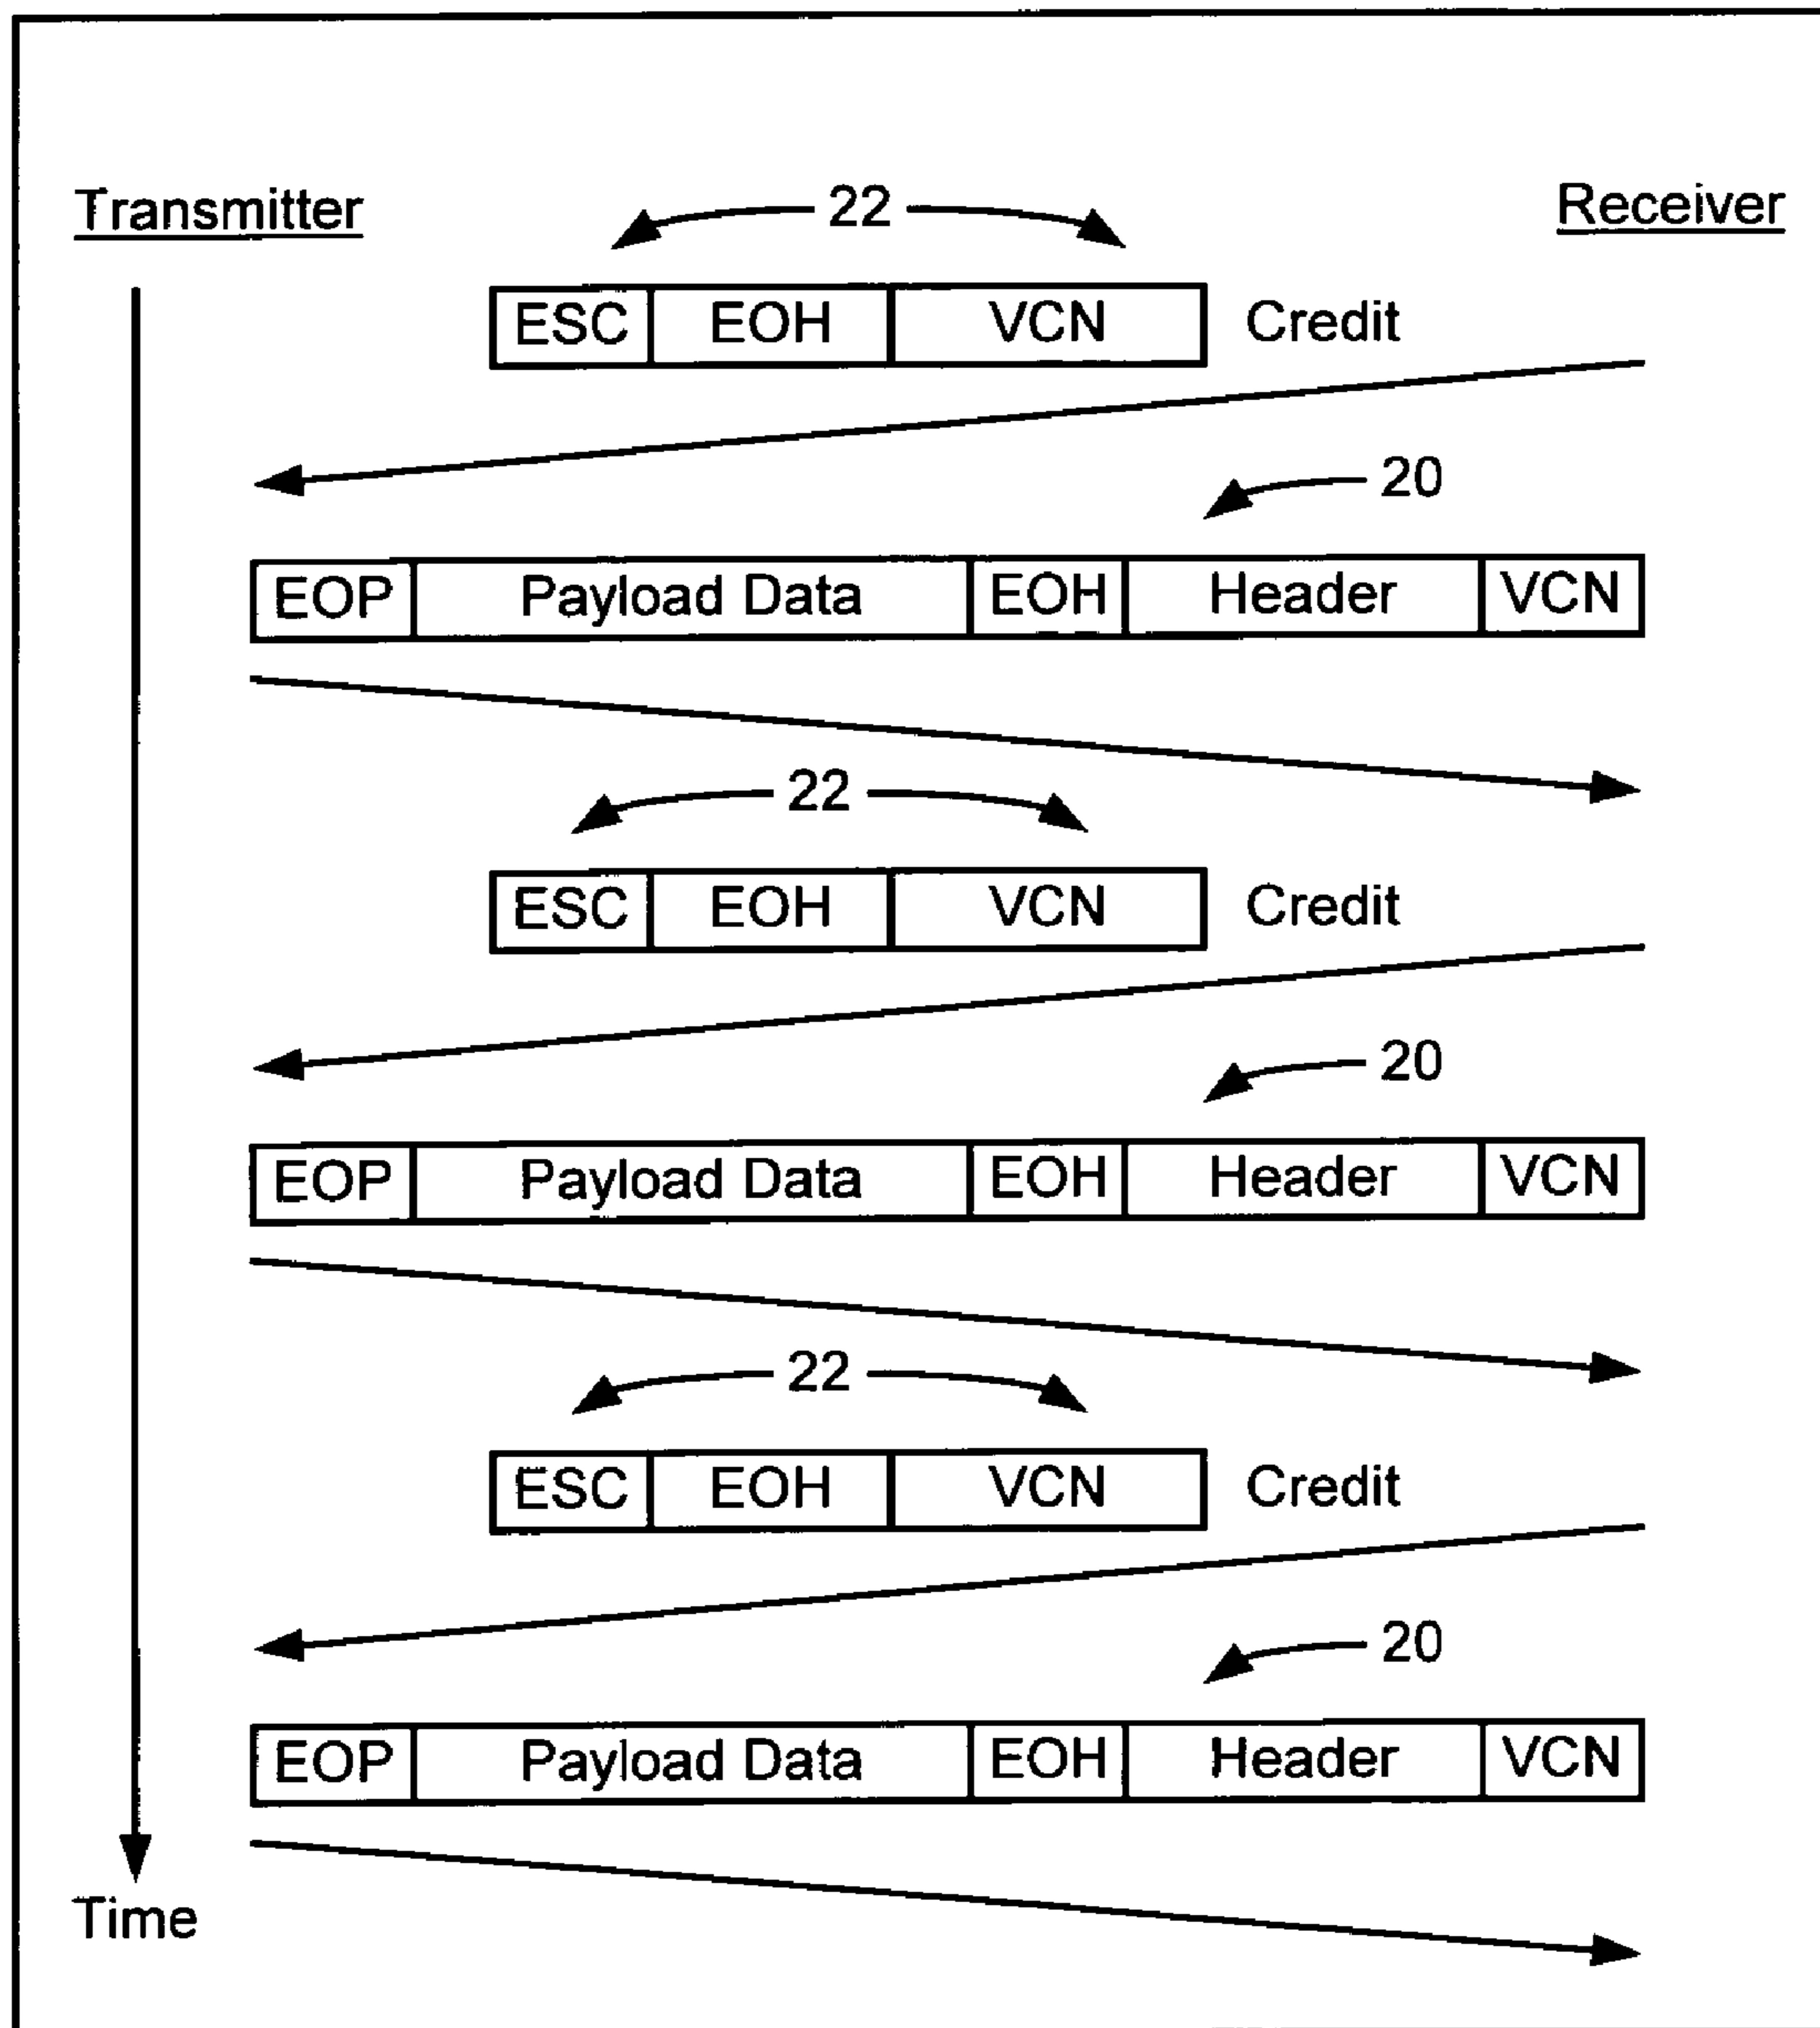 Transmitter 22 Receiver
ESC EOH VCN Credit
20
EOP Payload Data EOH Header VCN
22
ESC EOH VCN Credit
20
EOP Payload Data EOH Header VCN
22
ESC EOH VCN Credit
20
EOP Payload Data EOH Header VCN
Time